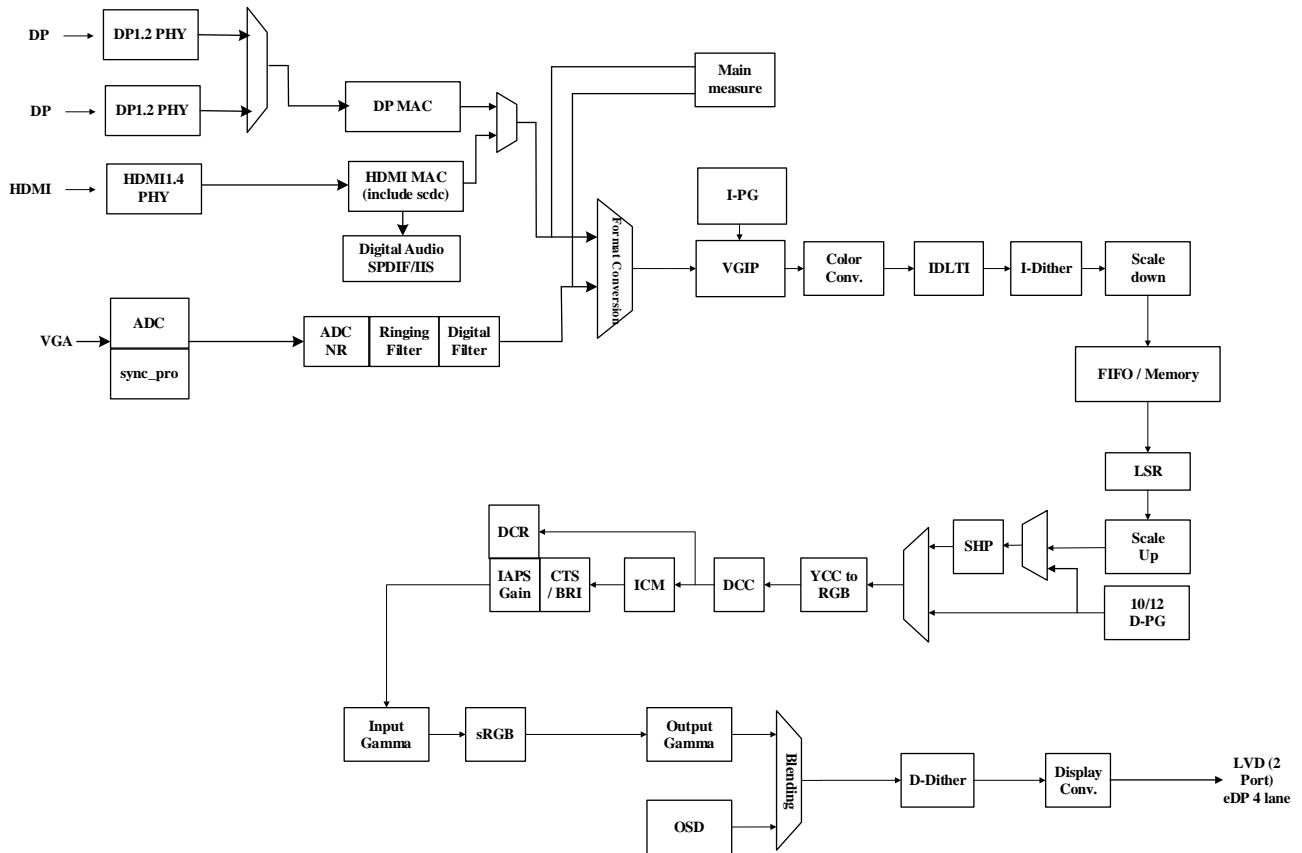 DP
DP1.2 PHY
DP
DP1.2 PHY
DP MAC
Main
measure
HDMI
HDMI1.4
PHY
HDMI MAC
(include scdc)
Digital Audio
SPDIF/IIS
VGA
ADC
sync_pro
ADC
NR
Ringing
Filter
Digital
Filter
Format Conversion
I-PG
VGIP
Color
Conv.
IDLTI
I-Dither
Scale
down
FIFO / Memory
LSR
Scale
Up
10/12
D-PG
SHP
YCC to
RGB
DCC
ICM
DCR
CTS
/ BRI
IAPS
Gain
Input
Gamma
sRGB
Output
Gamma
OSD
Blending
D-Dither
Display
Conv.
LVD (2
Port)
eDP 4 lane